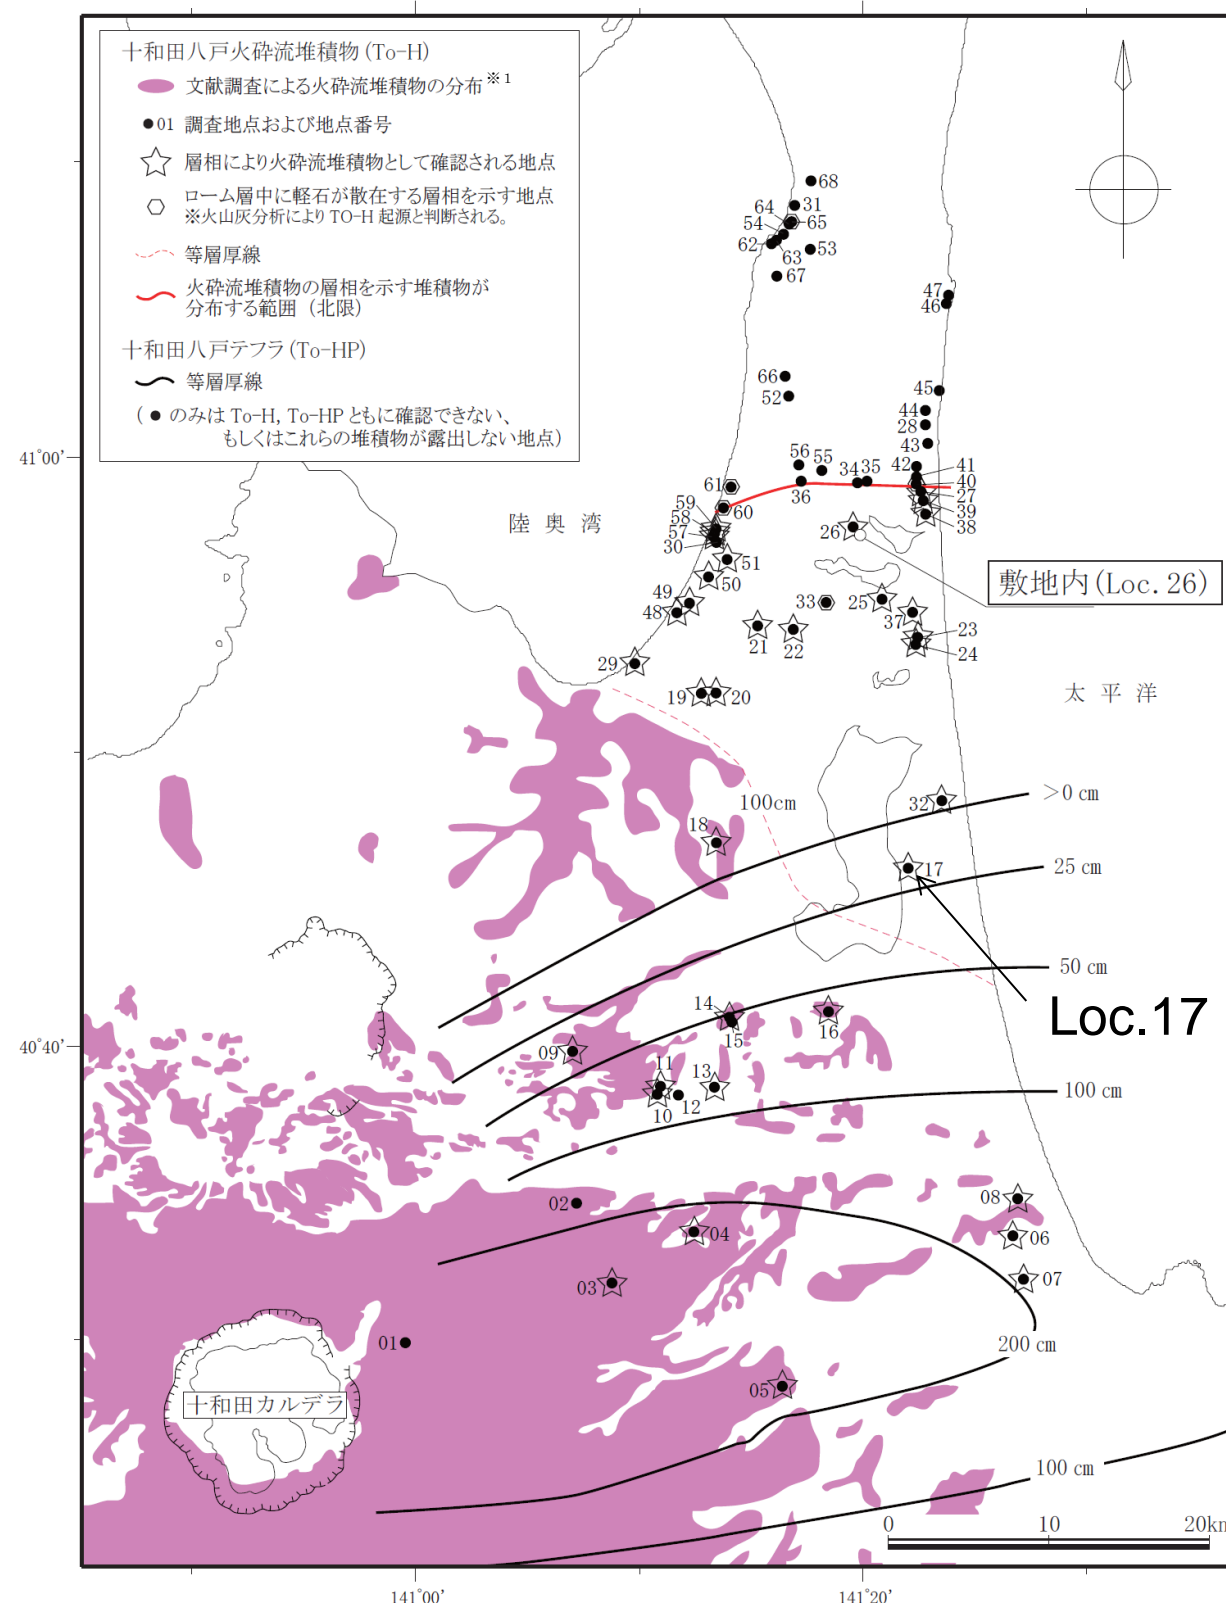 十和田八戸火砕流堆積物 (To-H)
文献調査による火砕流堆積物の分布※1
01 調査地点および地点番号
層相により火砕流堆積物として確認される地点
ローム層中に軽石が散在する層相を示す地点
※火山灰分析により TO-H 起源と判断される。
等層厚線
火砕流堆積物の層相を示す堆積物が
分布する範囲 (北限)
十和田八戸テフラ (To-HP)
等層厚線
( ● のみは To-H, To-HP ともに確認できない、
もしくはこれらの堆積物が露出しない地点)
68
31
64
65
54
62
63
53
67
47
46
66
52
45
44
28
43
41°00'
56
55
34
35
42
41
36
40
27
39
38
61
60
59
58
57
30
陸奥湾
26
51
50
敷地内(Loc.26)
49
48
33
25
37
21
22
23
24
29
19
20
太平洋
100cm
32
>0 cm
18
17
25 cm
50 cm
Loc.17
14
15
16
40°40'
09
11
10
12
13
100 cm
02
08
04
06
03
07
01
200 cm
05
十和田カルデラ
100 cm
0
10
20km
141°00'
141°20'